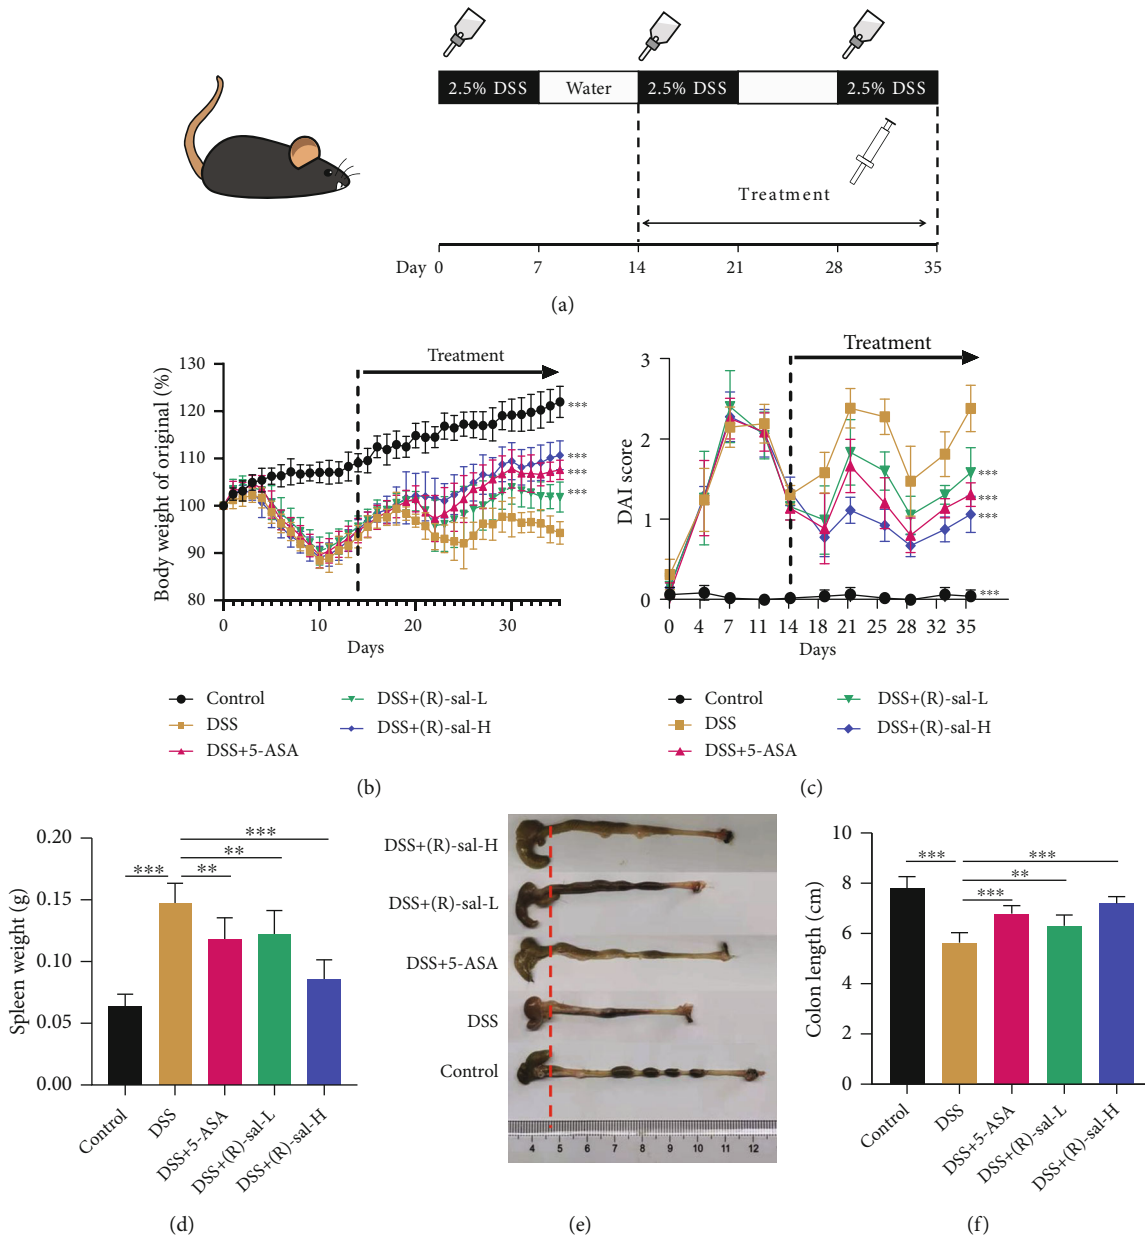 2.5% DSS Water 2.5% DSS 2.5% DSS
Treatment
Day 0 7 14 21 28 35
(a)
Body weight of original (%)
130
120
110
100
90
80
Treatment
***
***
***
***
0 10 20 30
Days
Control
DSS
DSS+5-ASA
DSS+(R)-sal-L
DSS+(R)-sal-H
(b)
DAI score
3
2
1
0
Treatment
***
***
***
***
0 4 7 11 14 18 21 25 28 32 35
Days
Control
DSS
DSS+5-ASA
DSS+(R)-sal-L
DSS+(R)-sal-H
(c)
Spleen weight (g)
0.20
0.15
0.10
0.05
0.00
***
**
***
**
Control DSS DSS+5-ASA DSS+(R)-sal-L DSS+(R)-sal-H
(d)
DSS+(R)-sal-H
DSS+(R)-sal-L
DSS+5-ASA
DSS
Control
4 5 6 7 8 9 10 11 12
(e)
Colon length (cm)
10
8
6
4
2
0
*** ***
**
***
Control DSS DSS+5-ASA DSS+(R)-sal-L DSS+(R)-sal-H
(f)